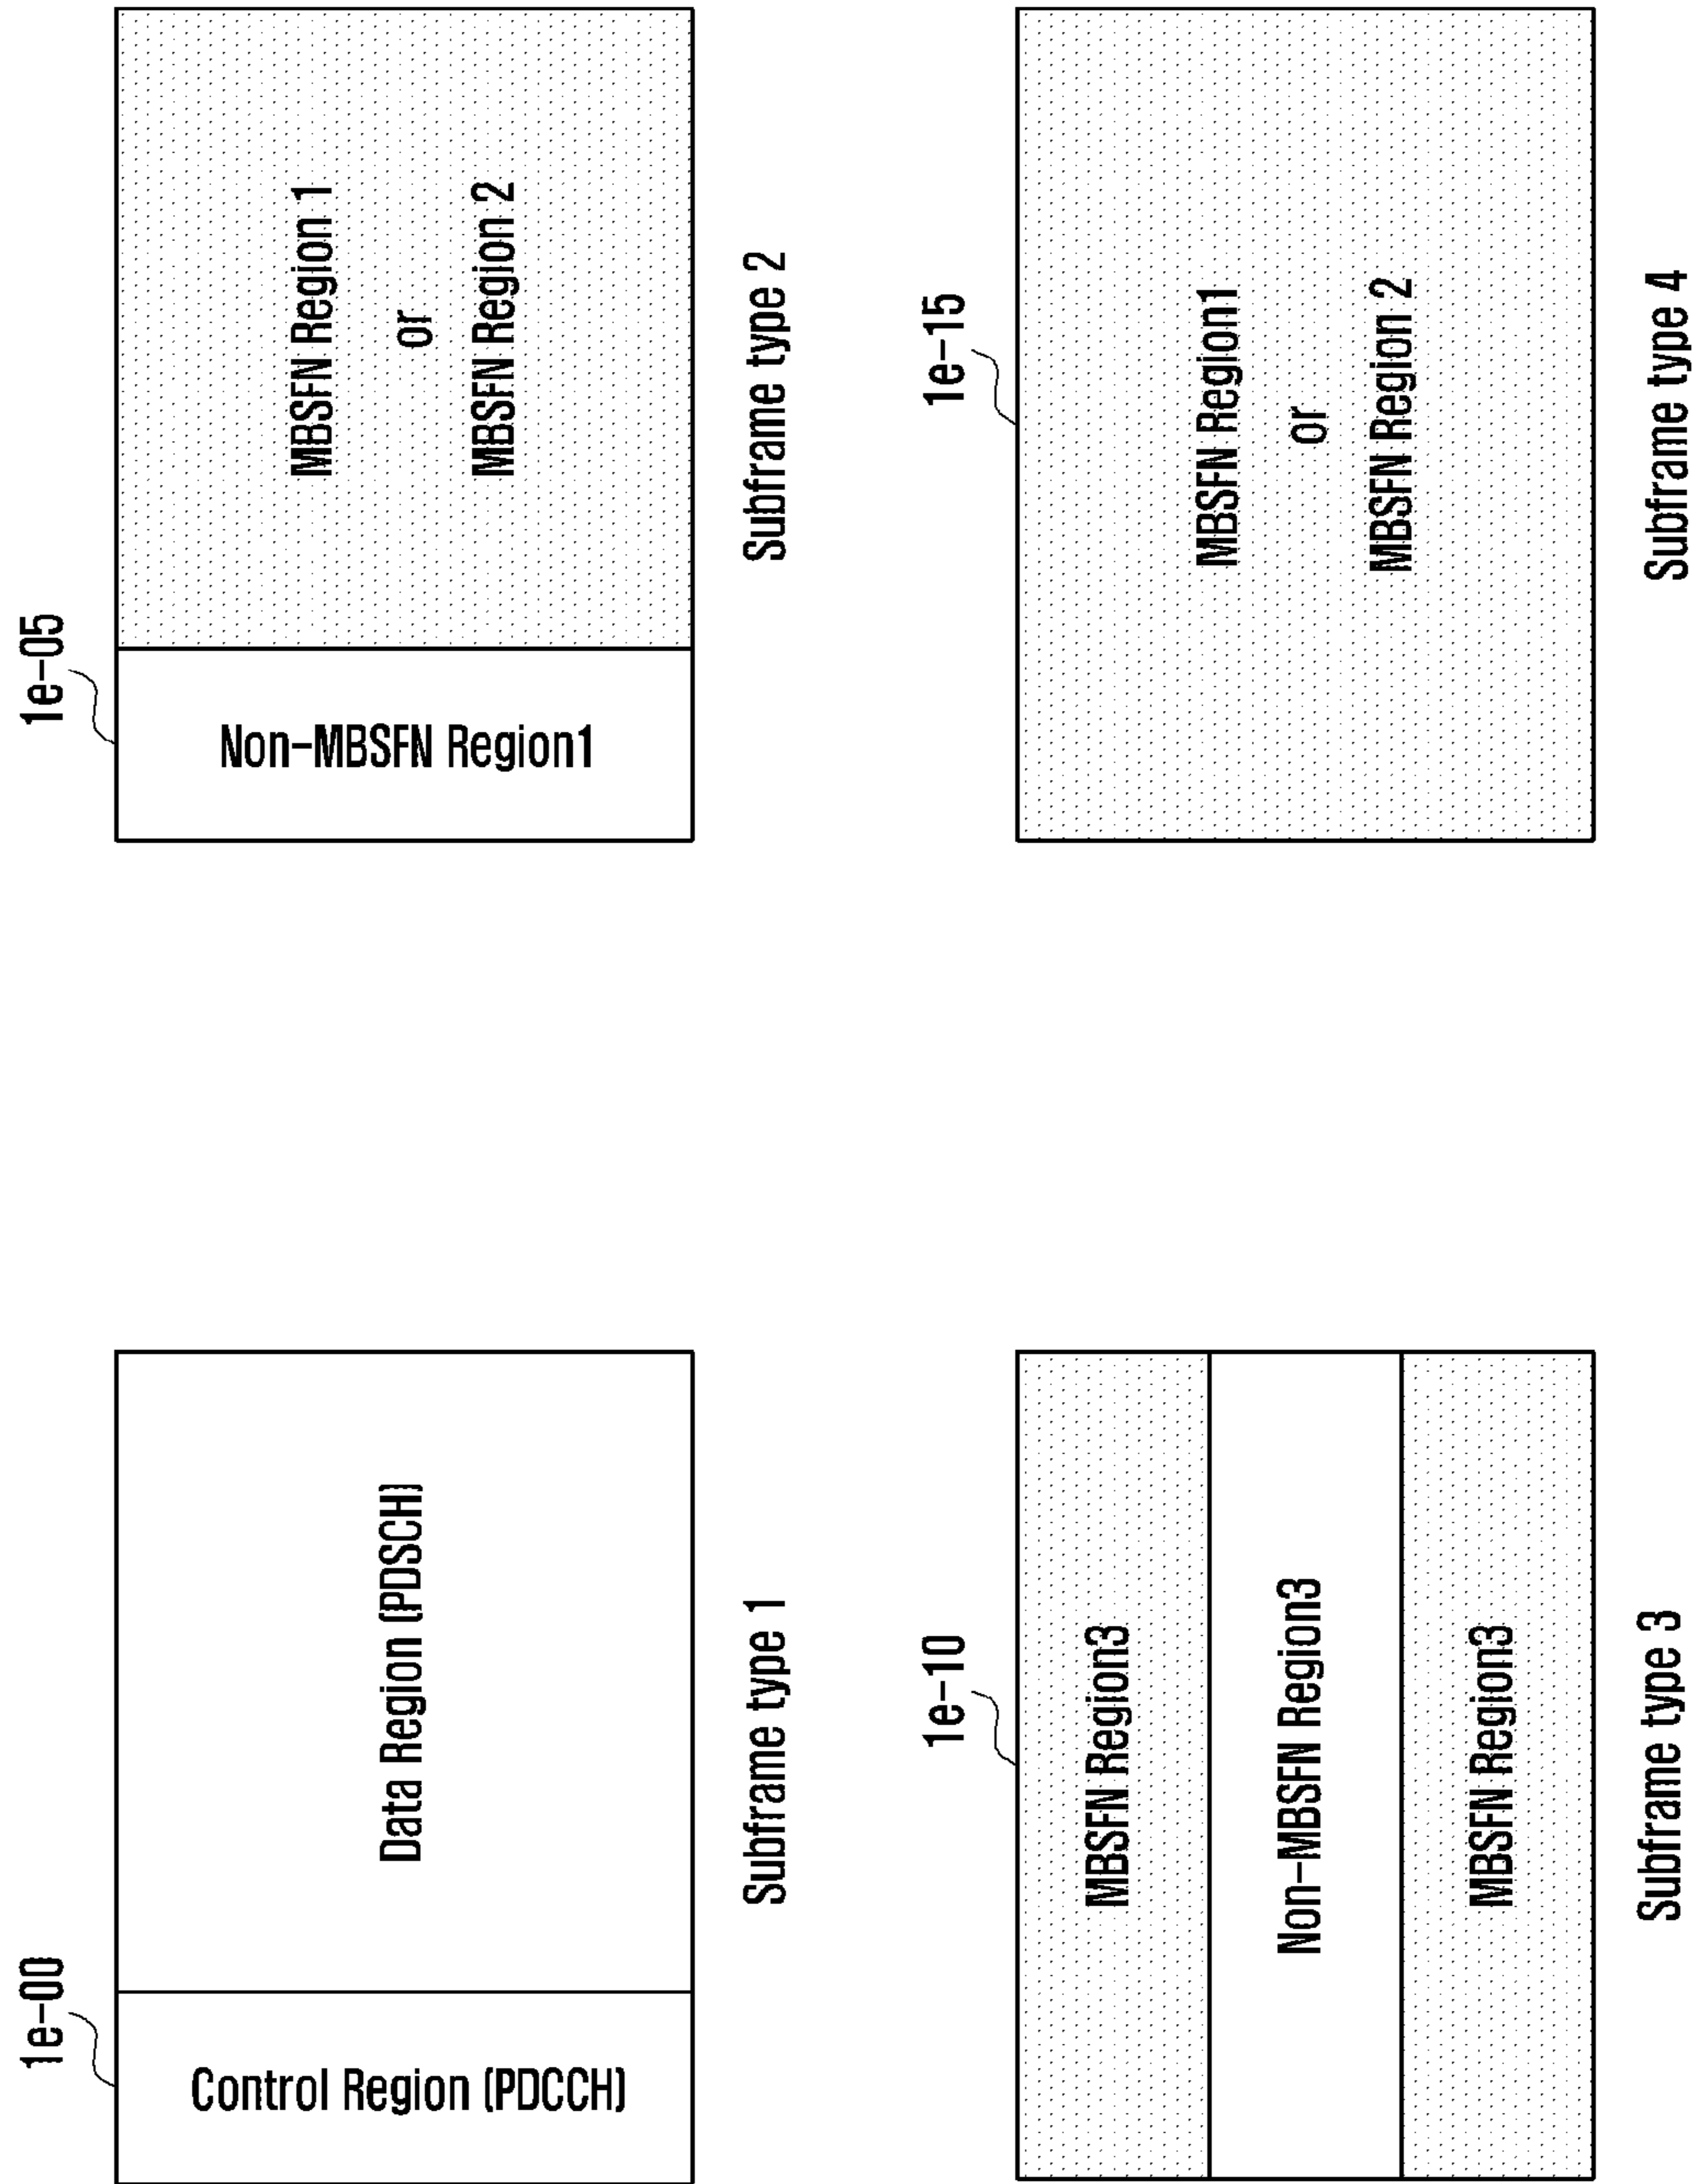 1e-00
Control Region (PDCCH)
Data Region (PDSCH)
Subframe type 1
1e-05
Non-MBSFN Region1
MBSFN Region 1
or
MBSFN Region 2
Subframe type 2
1e-10
MBSFN Region3
Non-MBSFN Region3
MBSFN Region3
Subframe type 3
1e-15
MBSFN Region1
or
MBSFN Region 2
Subframe type 4